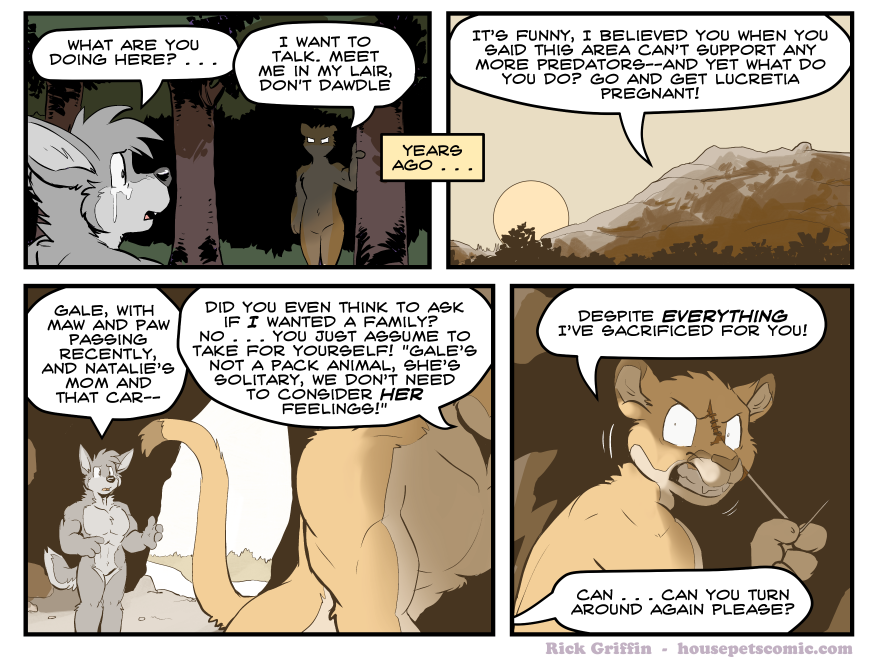 WHAT ARE YOU
DOING HERE? . . .
I WANT TO
TALK. MEET
ME IN MY LAIR,
DON'T DAWDLE
YEARS
AGO . . .
IT'S FUNNY, I BELIEVED YOU WHEN YOU
SAID THIS AREA CAN'T SUPPORT ANY
MORE PREDATORS--AND YET WHAT DO
YOU DO? GO AND GET LUCRETIA
PREGNANT!
GALE, WITH
MAW AND PAW
PASSING
RECENTLY,
AND NATALIE'S
MOM AND
THAT CAR--
DID YOU EVEN THINK TO ASK
IF I WANTED A FAMILY?
NO . . . YOU JUST ASSUME TO
TAKE FOR YOURSELF! "GALE'S
NOT A PACK ANIMAL, SHE'S
SOLITARY, WE DON'T NEED
TO CONSIDER HER
FEELINGS!"
DESPITE EVERYTHING
I'VE SACRIFICED FOR YOU!
CAN . . . CAN YOU TURN
AROUND AGAIN PLEASE?
Rick Griffin - housepetscomic.com